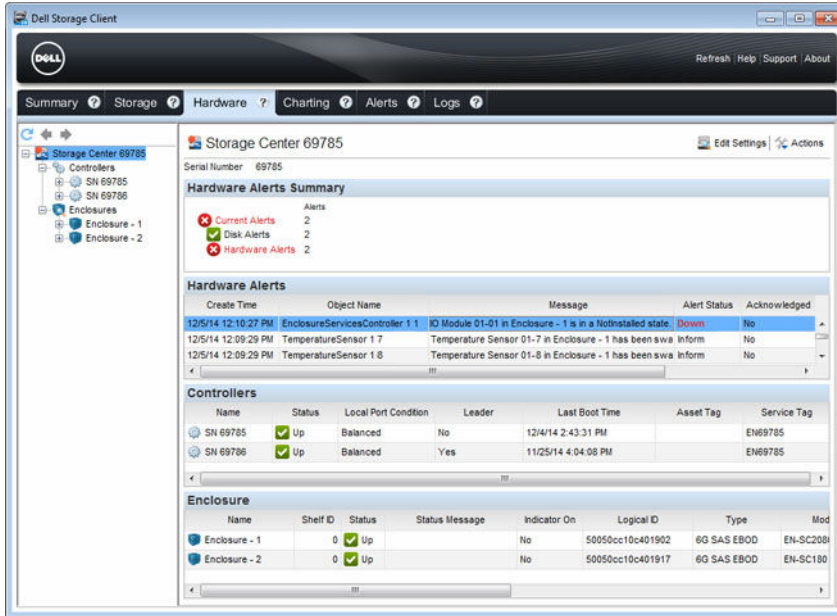 Dell Storage Client
DELL
Refresh Help Support About
Summary ? Storage ? Hardware ? Charting ? Alerts ? Logs ?
Storage Center 69785
Controllers
SN 69785
SN 69786
Enclosures
Enclosure - 1
Enclosure - 2
Storage Center 69785
Edit Settings Actions
Serial Number 69785
Hardware Alerts Summary
Alerts
Current Alerts 2
Disk Alerts 2
Hardware Alerts 2
Hardware Alerts
Create Time Object Name Message Alert Status Acknowledged
12/5/14 12:10:27 PM EnclosureServicesController 1 1 IO Module 01-01 in Enclosure - 1 is in a NotInstalled state. Down No
12/5/14 12:09:29 PM TemperatureSensor 1 7 Temperature Sensor 01-7 in Enclosure - 1 has been swa Inform No
12/5/14 12:09:29 PM TemperatureSensor 1 8 Temperature Sensor 01-8 in Enclosure - 1 has been swa Inform No
Controllers
Name Status Local Port Condition Leader Last Boot Time Asset Tag Service Tag
SN 69785 Up Balanced No 12/4/14 2:43:31 PM EN69785
SN 69786 Up Balanced Yes 11/25/14 4:04:08 PM EN69785
Enclosure
Name Shelf ID Status Status Message Indicator On Logical ID Type Mod
Enclosure - 1 0 Up No 50050cc10c401902 6G SAS EBOD EN-SC208
Enclosure - 2 0 Up No 50050cc10c401917 6G SAS EBOD EN-SC180